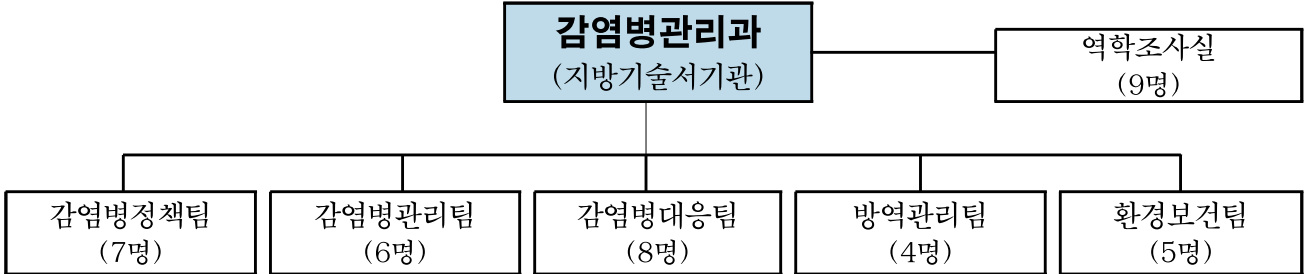 감염병관리과
(지방기술서기관)
역학조사실
(9명)
감염병정책팀
(7명)
감염병관리팀
(6명)
감염병대응팀
(8명)
방역관리팀
(4명)
환경보건팀
(5명)